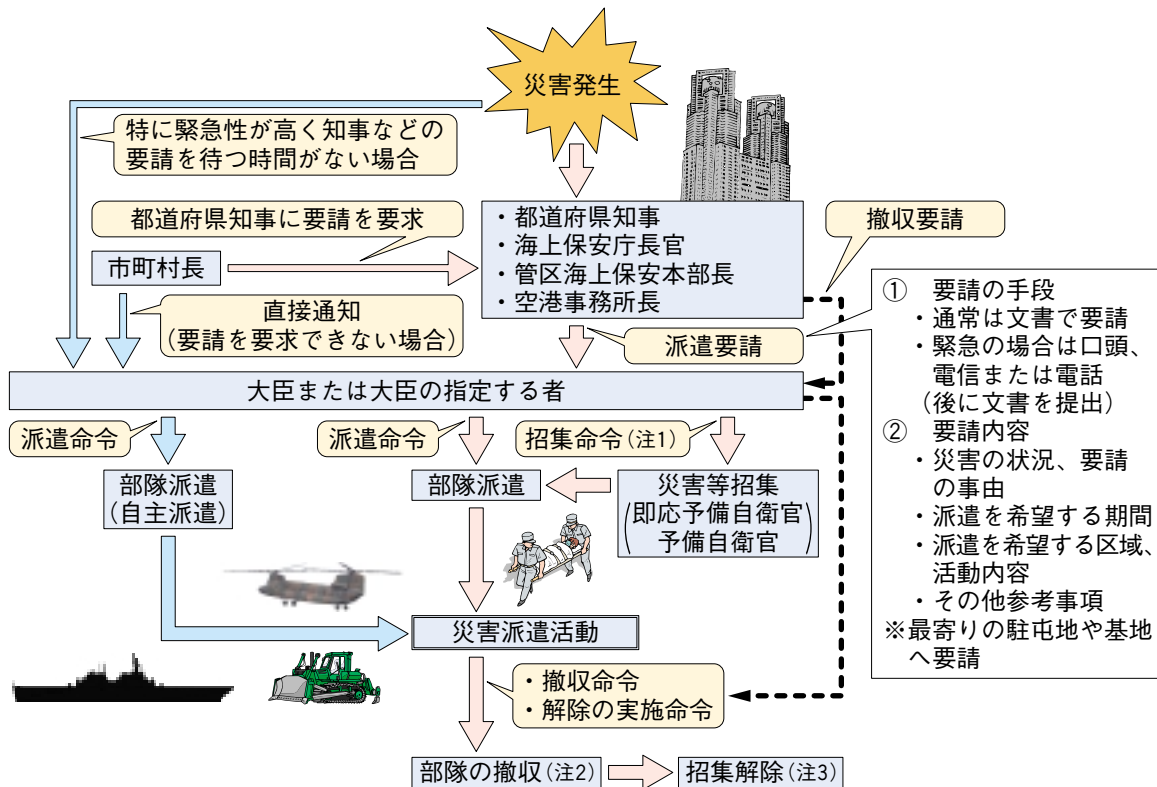 災害発生
特に緊急性が高く知事などの
要請を待つ時間がない場合
都道府県知事に要請を要求
市町村長
・都道府県知事
・海上保安庁長官
・管区海上保安本部長
・空港事務所長
撤収要請
直接通知
(要請を要求できない場合)
派遣要請
① 要請の手段
・通常は文書で要請
・緊急の場合は口頭、
電信または電話
(後に文書を提出)
② 要請内容
・災害の状況、要請
の事由
・派遣を希望する期間
・派遣を希望する区域、
活動内容
・その他参考事項
※最寄りの駐屯地や基地
へ要請
大臣または大臣の指定する者
派遣命令
派遣命令
招集命令(注1)
部隊派遣
(自主派遣)
部隊派遣
災害等招集
(即応予備自衛官
予備自衛官)
災害派遣活動
・撤収命令
・解除の実施命令
部隊の撤収(注2)
招集解除(注3)